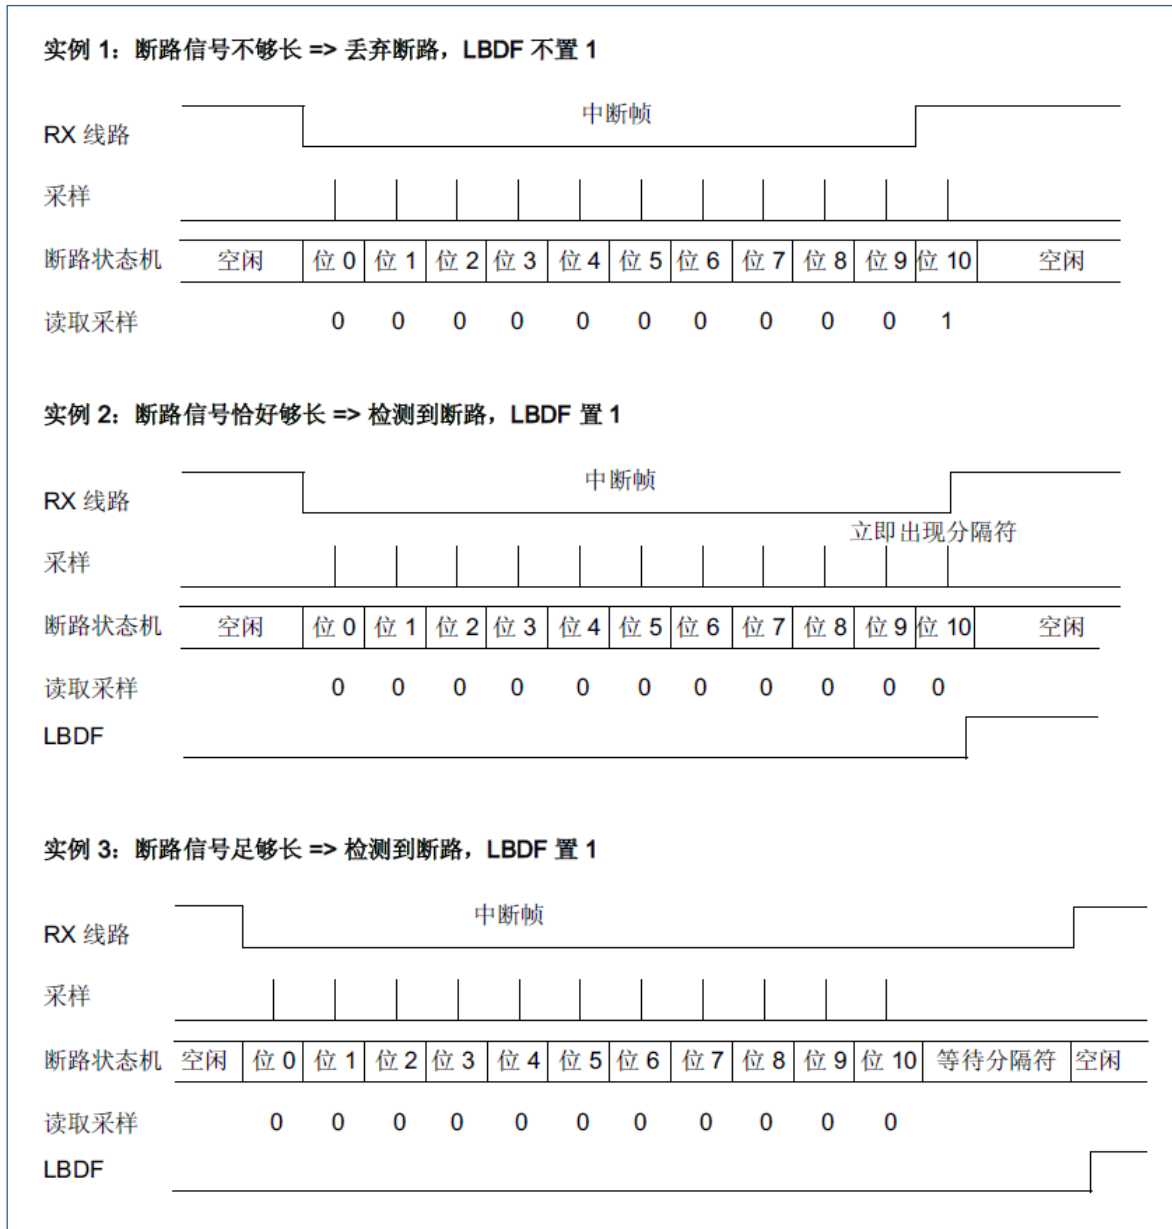 实例 1：断路信号不够长 => 丢弃断路，LBDF 不置 1
中断帧
RX 线路
采样
断路状态机 空闲 位 0 位 1 位 2 位 3 位 4 位 5 位 6 位 7 位 8 位 9 位 10 空闲
读取采样 0 0 0 0 0 0 0 0 0 0 1
实例 2：断路信号恰好够长 => 检测到断路，LBDF 置 1
中断帧
RX 线路
立即出现分隔符
采样
断路状态机 空闲 位 0 位 1 位 2 位 3 位 4 位 5 位 6 位 7 位 8 位 9 位 10 空闲
读取采样 0 0 0 0 0 0 0 0 0 0 0
LBDF
实例 3：断路信号足够长 => 检测到断路，LBDF 置 1
中断帧
RX 线路
采样
断路状态机 空闲 位 0 位 1 位 2 位 3 位 4 位 5 位 6 位 7 位 8 位 9 位 10 等待分隔符 空闲
读取采样 0 0 0 0 0 0 0 0 0 0 0
LBDF